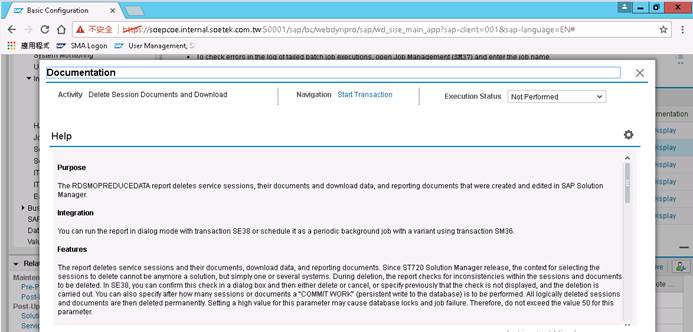 Basic Configuration
不安全
https://soepcae.internal.soetek.com.tw:50001/sap/bc/webdynpro/sap/wd_sise_main_app?sap-client=001&sap-language=EN#
應用程式 SMA Logon User Management, S
System Monitoring
To check errors in the log of failed batch job executions, open Job Management (SM37) and enter the job name.
Documentation
Activity Delete Session Documents and Download Navigation Start Transaction Execution Status Not Performed
Help
Purpose
The RDSMOPREDUCEDATA report deletes service sessions, their documents and download data, and reporting documents that were created and edited in SAP Solution
Manager.
Integration
You can run the report in dialog mode with transaction SE38 or schedule it as a periodic background job with a variant using transaction SM36.
Features
The report deletes service sessions and their documents, download data, and reporting documents. Since ST720 Solution Manager release, the context for selecting the
sessions to delete cannot be anymore a solution, but simply one or several systems. During deletion, the report checks for inconsistencies within the sessions and documents
to be deleted. In SE38, you can confirm this check in a dialog box and then either delete or cancel, or specify previously that the check is not displayed, and the deletion is
carried out. You can also specify after how many sessions or documents a "COMMIT WORK" (persistent write to the database) is to be performed. All logically deleted sessions
and documents are then deleted permanently. Setting a high value for this parameter may cause database locks and job failure. Therefore, do not exceed the value 50 for this
parameter.
mentation
isplay
isplay
isplay
isplay
isplay
isplay
Bus
SAP
Data
Valu
Relat
Mainten
Pre-P
Post-
Post-Up
ote ...